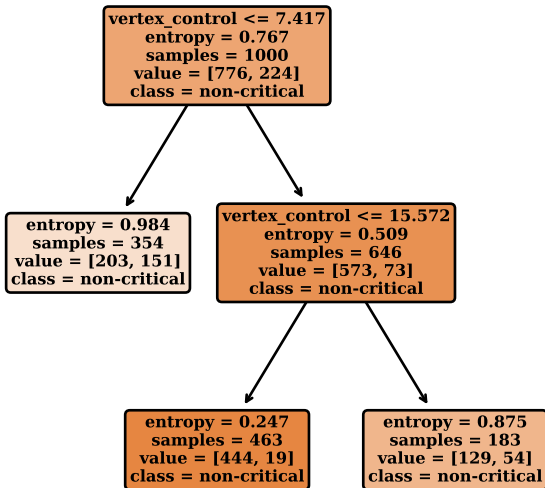 vertex_control <= 7.417
entropy = 0.767
samples = 1000
value = [776, 224]
class = non-critical
entropy = 0.984
samples = 354
value = [203, 151]
class = non-critical
vertex_control <= 15.572
entropy = 0.509
samples = 646
value = [573, 73]
class = non-critical
entropy = 0.247
samples = 463
value = [444, 19]
class = non-critical
entropy = 0.875
samples = 183
value = [129, 54]
class = non-critical